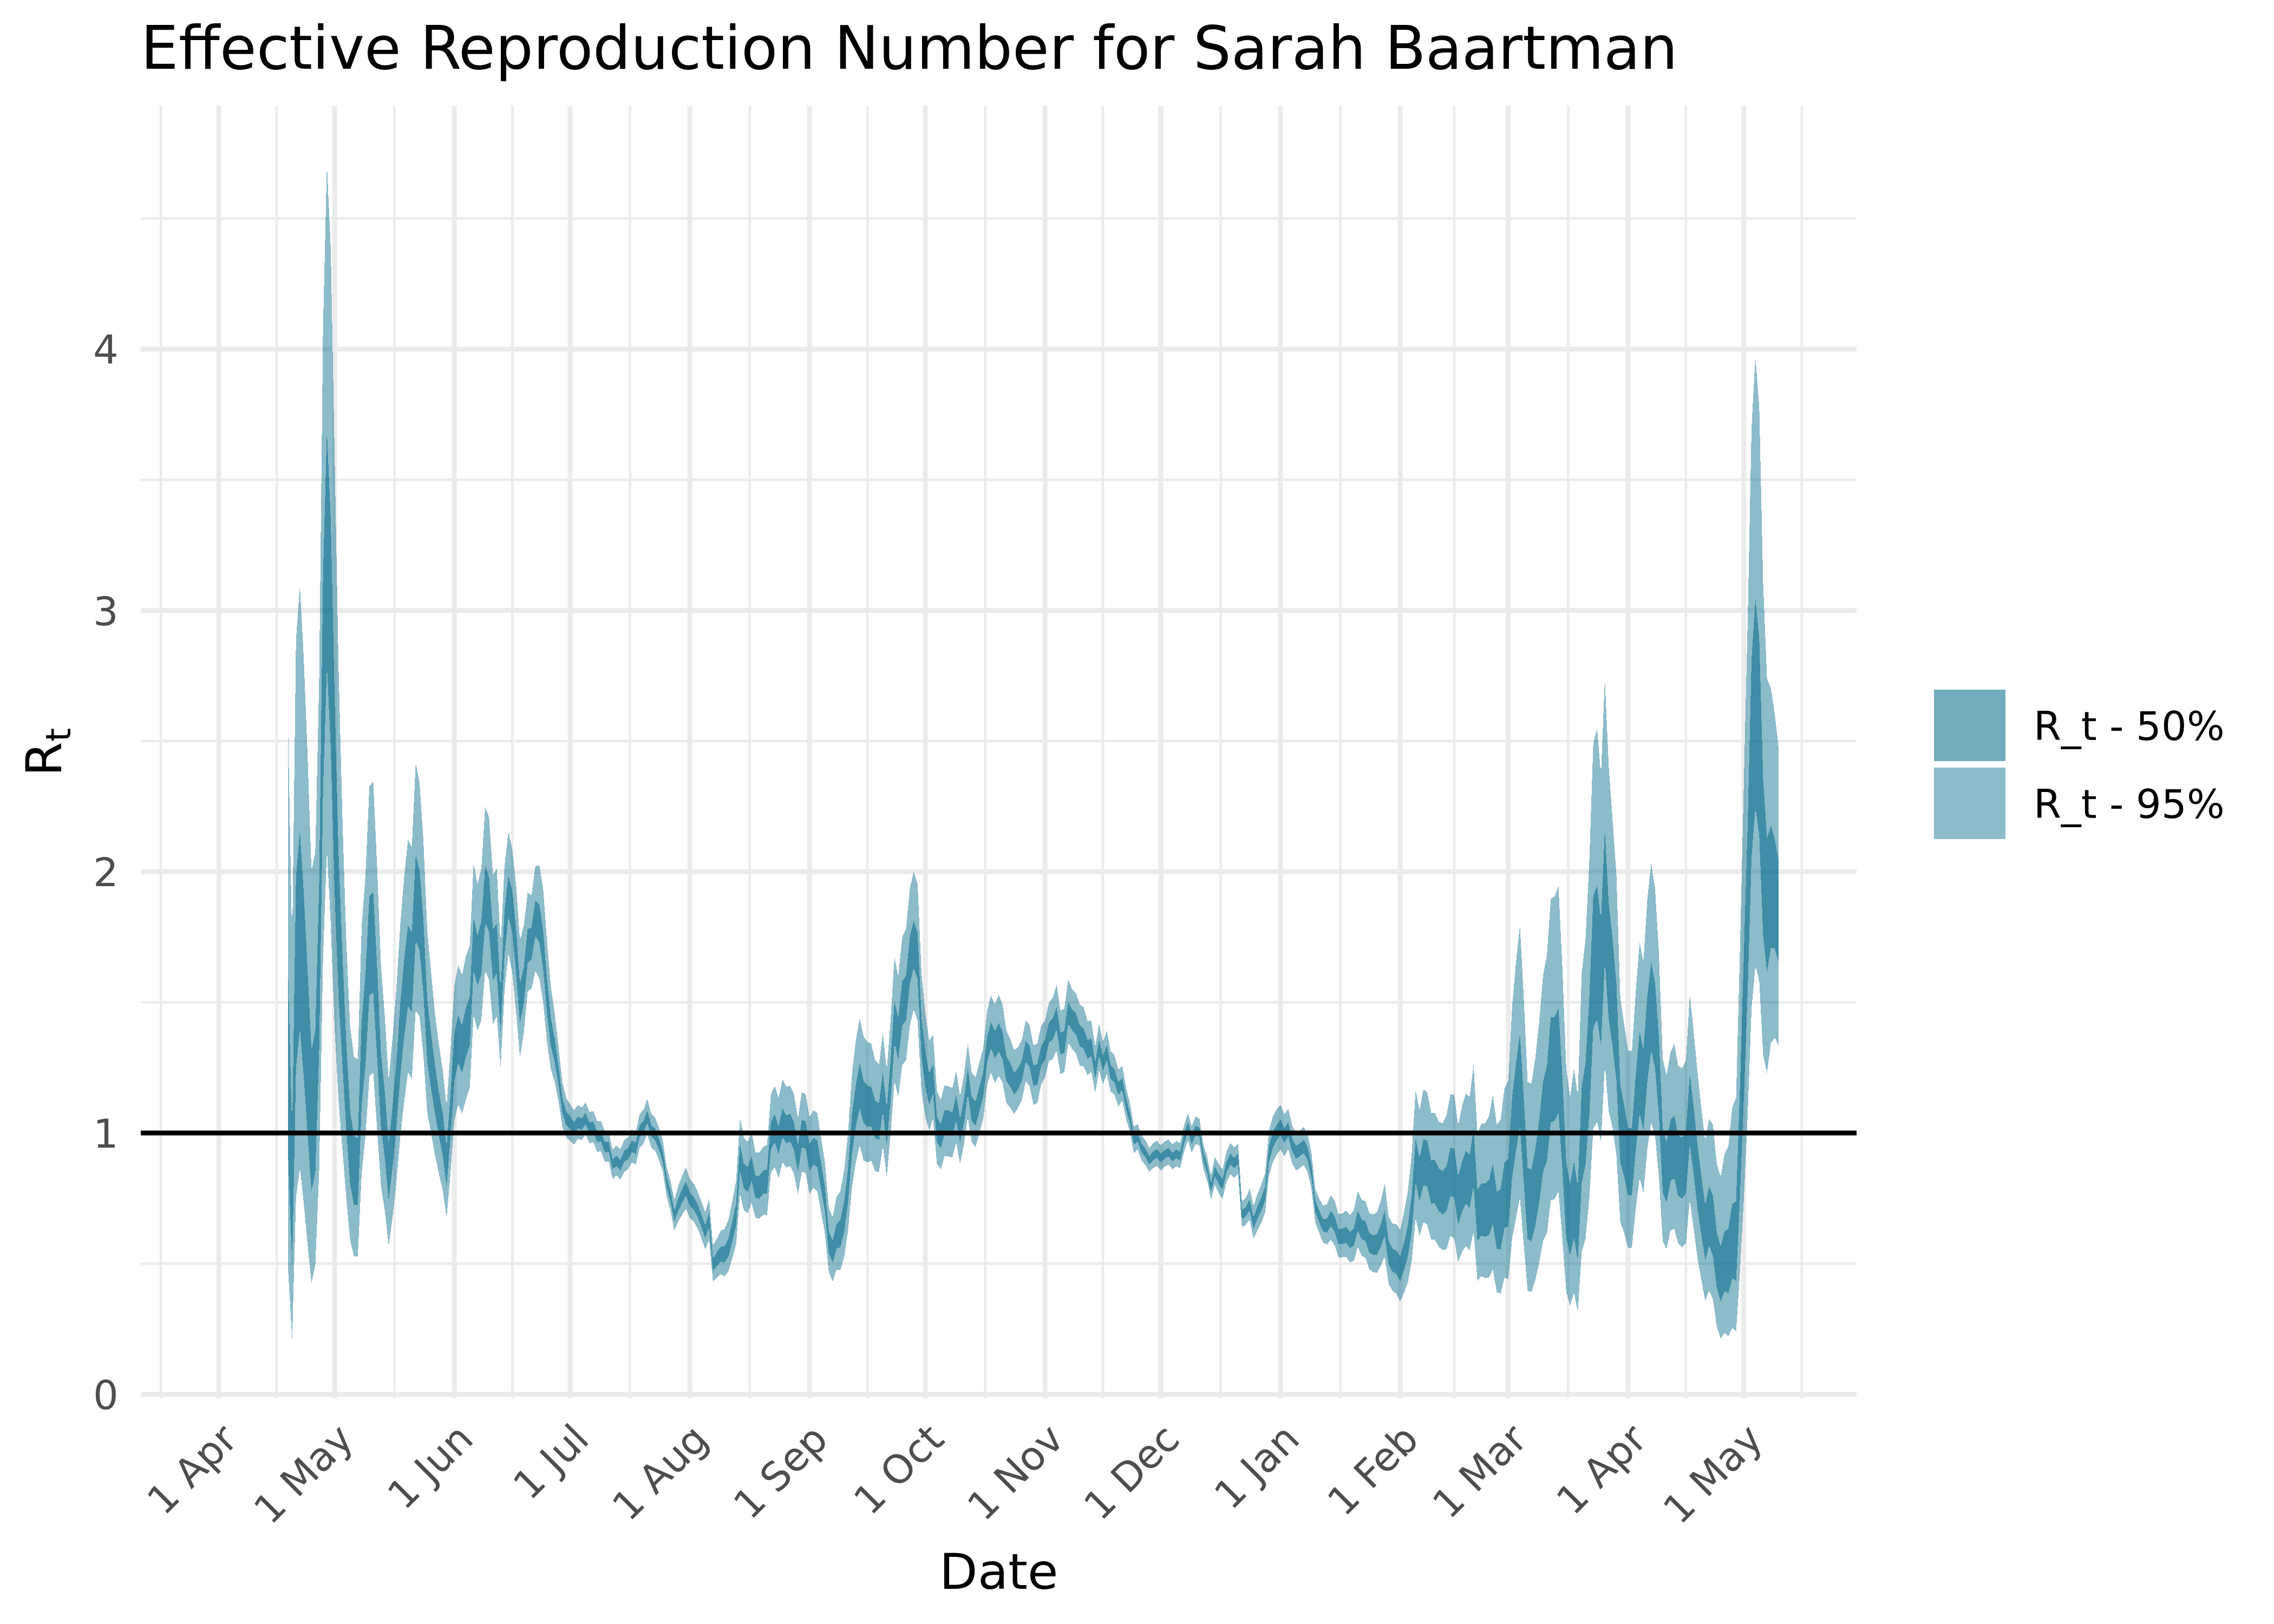 Effective Reproduction Number for Sarah Baartman
R_t
4
3
2
1
0
1 Apr
1 May
1 Jun
1 Jul
1 Aug
1 Sep
1 Oct
1 Nov
1 Dec
1 Jan
1 Feb
1 Mar
1 Apr
1 May
Date
R_t - 50%
R_t - 95%